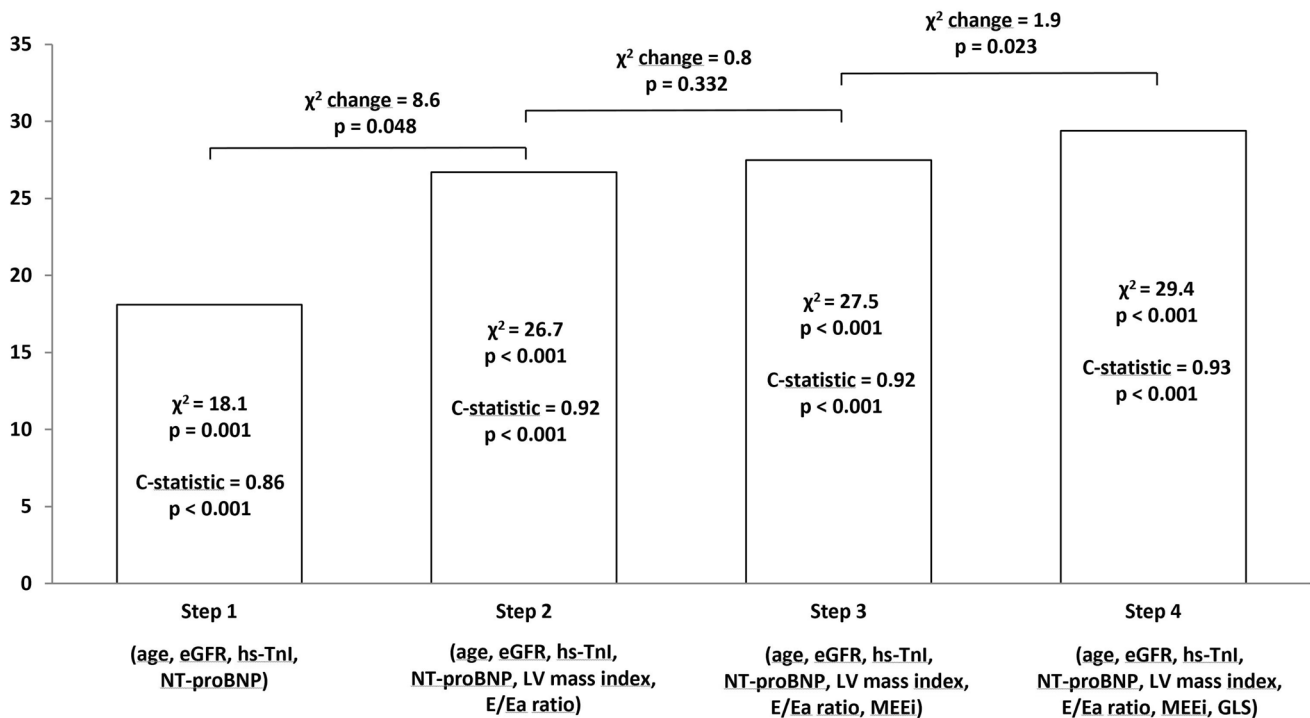 χ² change = 1.9
p = 0.023
χ² change = 0.8
p = 0.332
χ² change = 8.6
p = 0.048
35
30
25
20
15
10
5
0
χ² = 18.1
p = 0.001
C-statistic = 0.86
p < 0.001
χ² = 26.7
p < 0.001
C-statistic = 0.92
p < 0.001
χ² = 27.5
p < 0.001
C-statistic = 0.92
p < 0.001
χ² = 29.4
p < 0.001
C-statistic = 0.93
p < 0.001
Step 1
(age, eGFR, hs-TnI,
NT-proBNP)
Step 2
(age, eGFR, hs-TnI,
NT-proBNP, LV mass index,
E/Ea ratio)
Step 3
(age, eGFR, hs-TnI,
NT-proBNP, LV mass index,
E/Ea ratio, MEEi)
Step 4
(age, eGFR, hs-TnI,
NT-proBNP, LV mass index,
E/Ea ratio, MEEi, GLS)